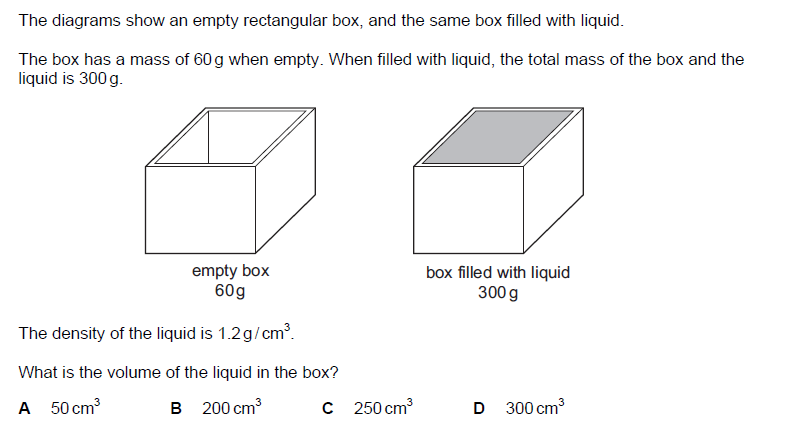 The diagrams show an empty rectangular box, and the same box filled with liquid.
The box has a mass of 60 g when empty. When filled with liquid, the total mass of the box and the
liquid is 300 g.
empty box
60 g
box filled with liquid
300 g
The density of the liquid is 1.2 g / cm³.
What is the volume of the liquid in the box?
A 50 cm³ B 200 cm³ C 250 cm³ D 300 cm³